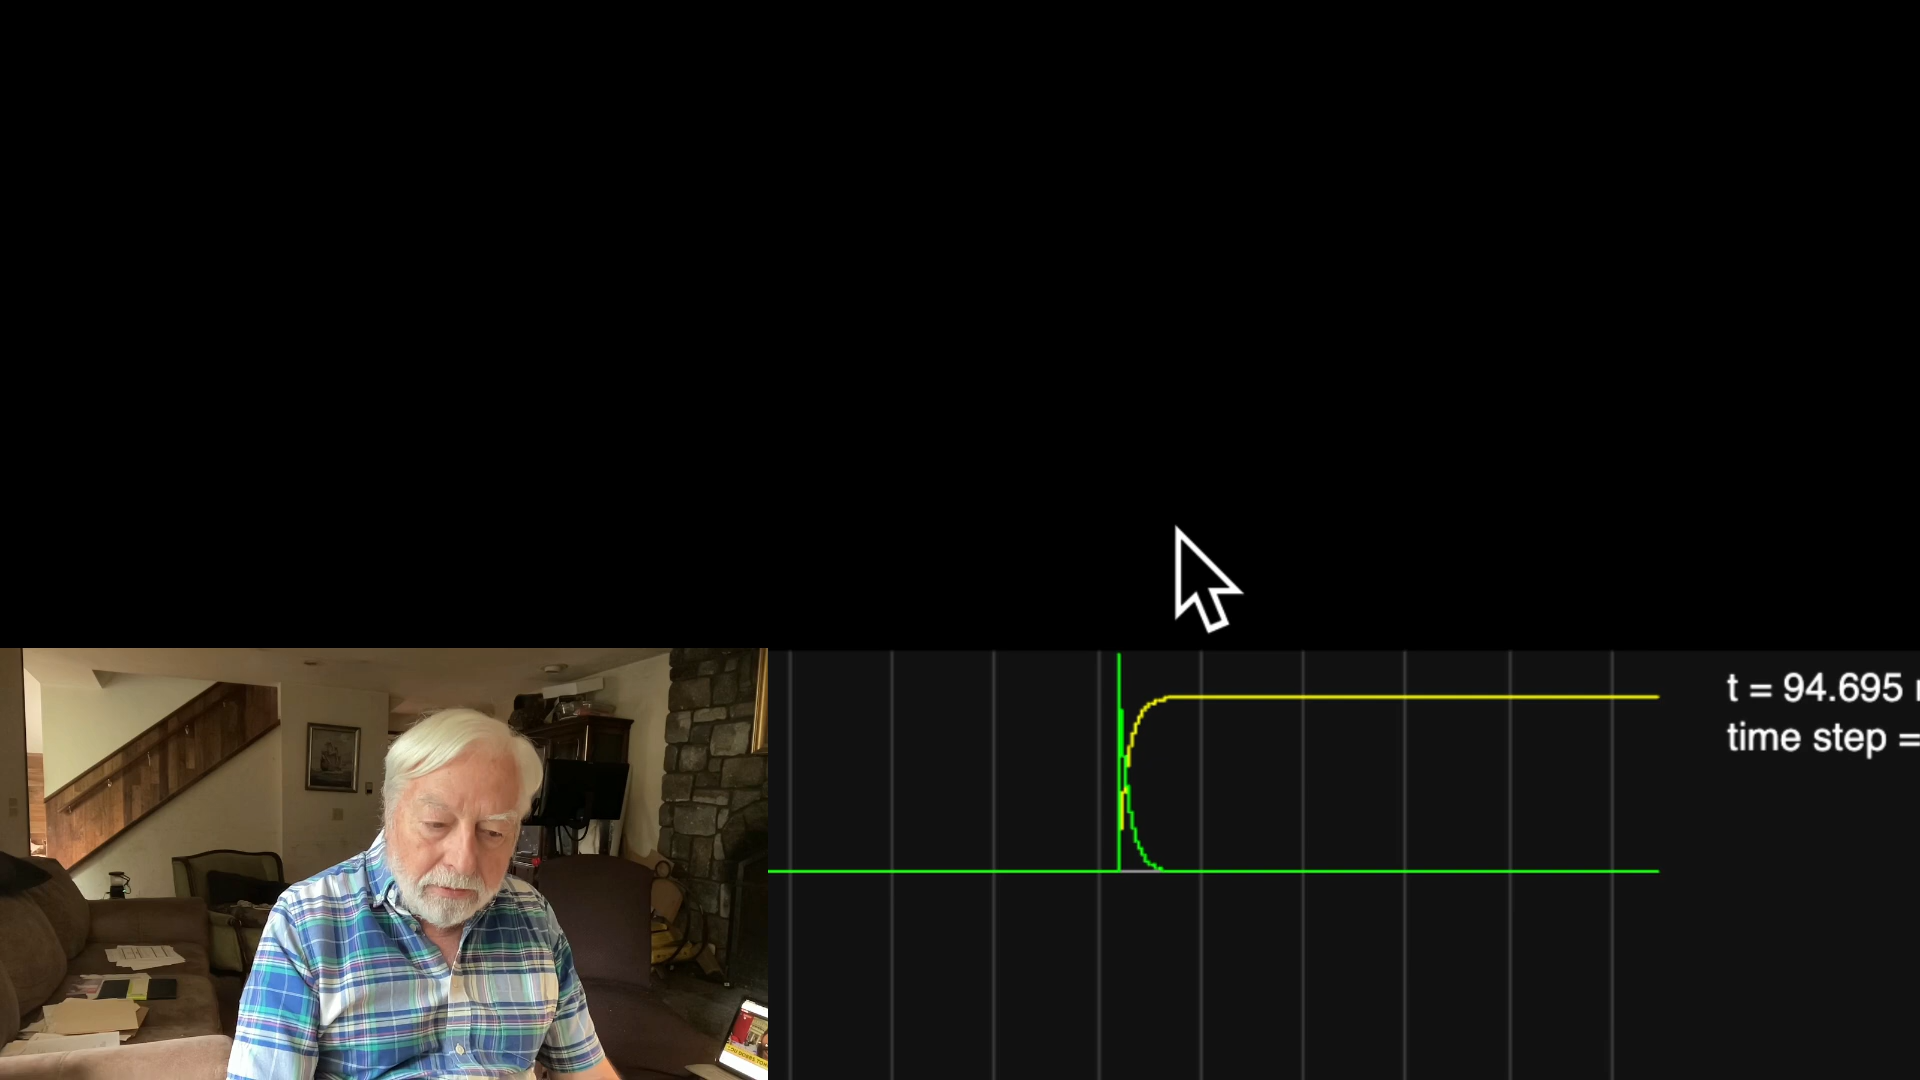 t = 94.695
time step =